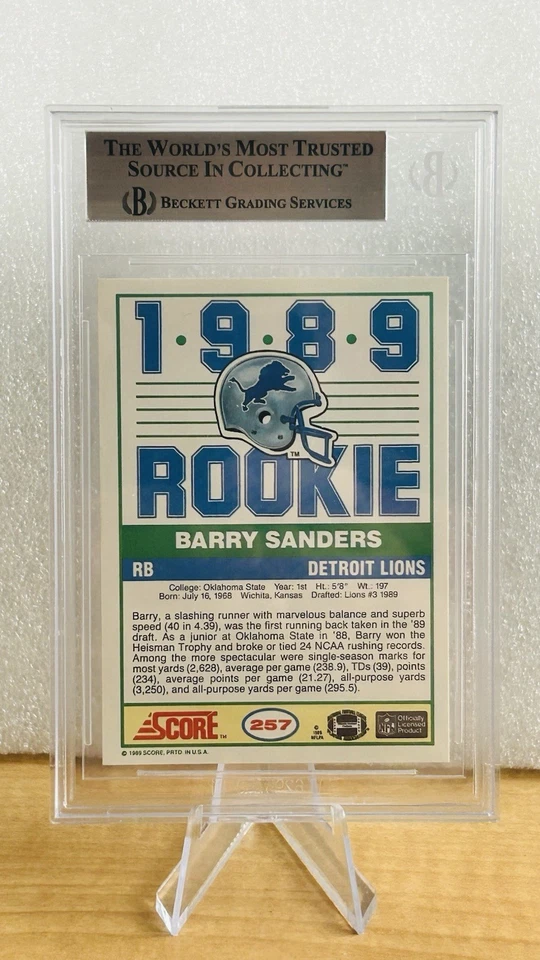 THE WORLD'S MOST TRUSTED
SOURCE IN COLLECTING™
B BECKETT GRADING SERVICES
B
1·9·8·9
TM
ROOKIE
BARRY SANDERS
RB DETROIT LIONS
College: Oklahoma State Year: 1st Ht.: 5'8" Wt.: 197
Born: July 16, 1968 Wichita, Kansas Drafted: Lions #3 1989
Barry, a slashing runner with marvelous balance and superb
speed (40 in 4.39), was the first running back taken in the '89
draft. As a junior at Oklahoma State in '88, Barry won the
Heisman Trophy and broke or tied 24 NCAA rushing records.
Among the more spectacular were single-season marks for
most yards (2,628), average per game (238.9), TDs (39), points
(234), average points per game (21.27), all-purpose yards
(3,250), and all-purpose yards per game (295.5).
SCORE™ 257 © 1989 NFLPA NFL Officially Licensed Product
© 1989 SCORE, PRTD. IN U.S.A.